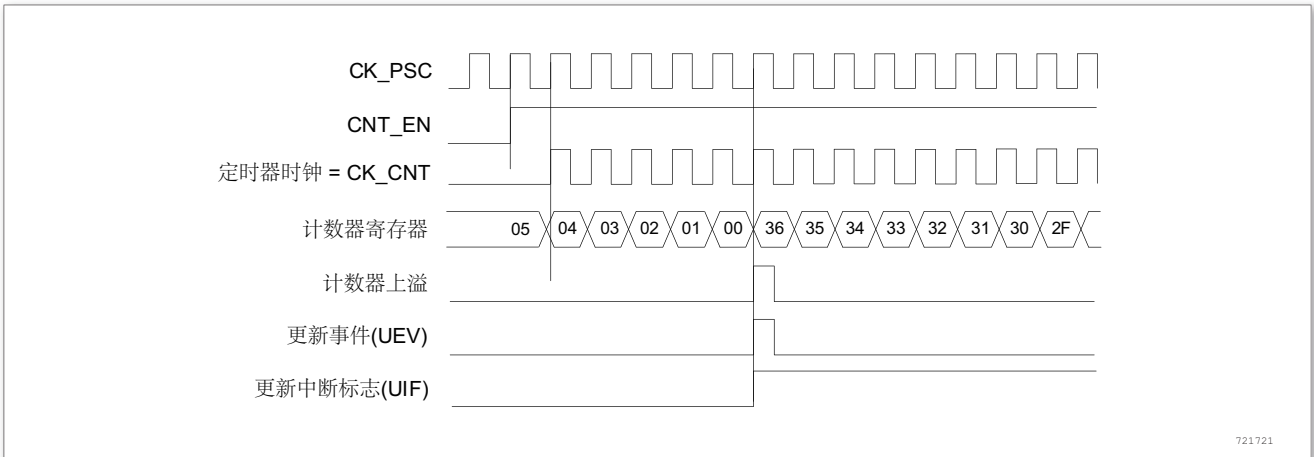 CK_PSC
CNT_EN
定时器时钟 = CK_CNT
计数器寄存器 05 04 03 02 01 00 36 35 34 33 32 31 30 2F
计数器上溢
更新事件(UEV)
更新中断标志(UIF)
721721